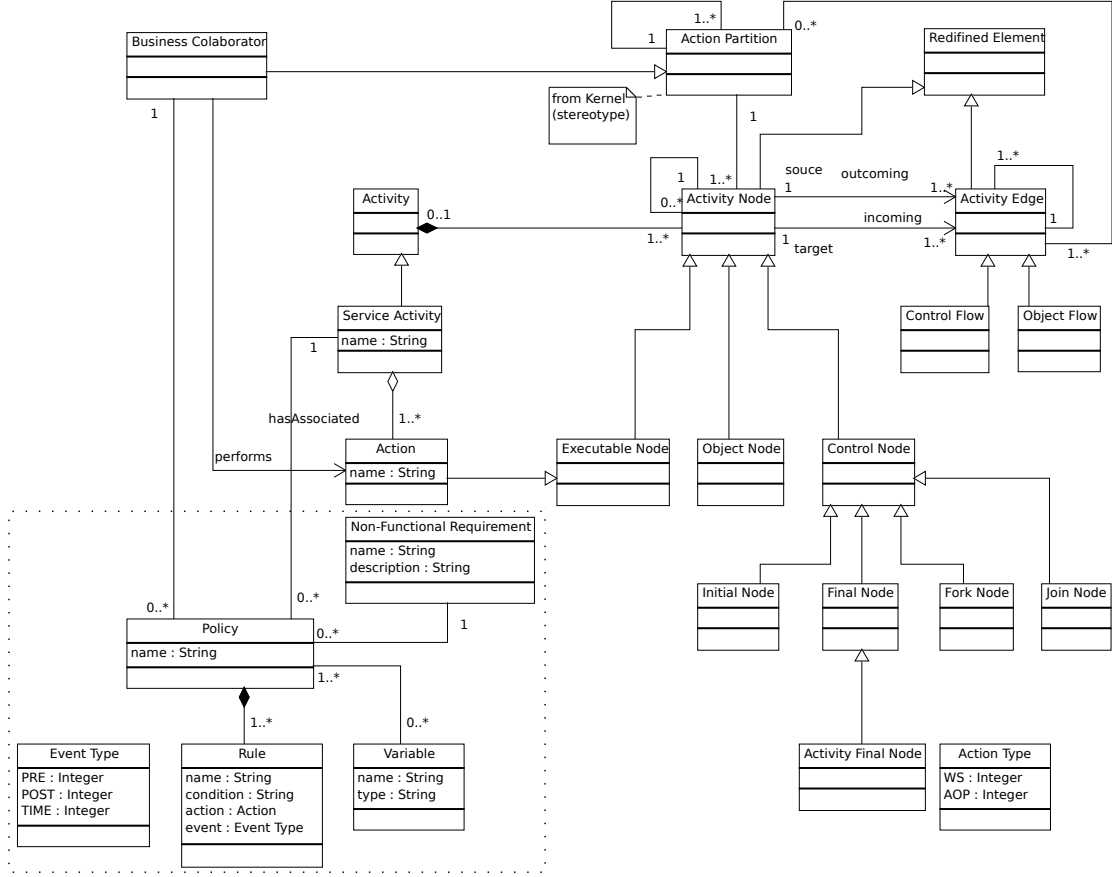 1..*
0..*
Business Colaborator
1
Action Partition
Redifined Element
from Kernel
(stereotype)
1
1
1..*
souce
outcoming
1
1..*
0..*
1
1..*
Activity
0..1
Activity Node
Activity Edge
1
incoming
1..*
1
target
1..*
1..*
Service Activity
name : String
1
Control Flow
Object Flow
hasAssociated
1..*
performs
Action
name : String
Executable Node
Object Node
Control Node
Non-Functional Requirement
name : String
description : String
Initial Node
Final Node
Fork Node
Join Node
0..*
0..*
Policy
name : String
0..*
1
1..*
1..*
0..*
Event Type
PRE : Integer
POST : Integer
TIME : Integer
Rule
name : String
condition : String
action : Action
event : Event Type
Variable
name : String
type : String
Activity Final Node
Action Type
WS : Integer
AOP : Integer